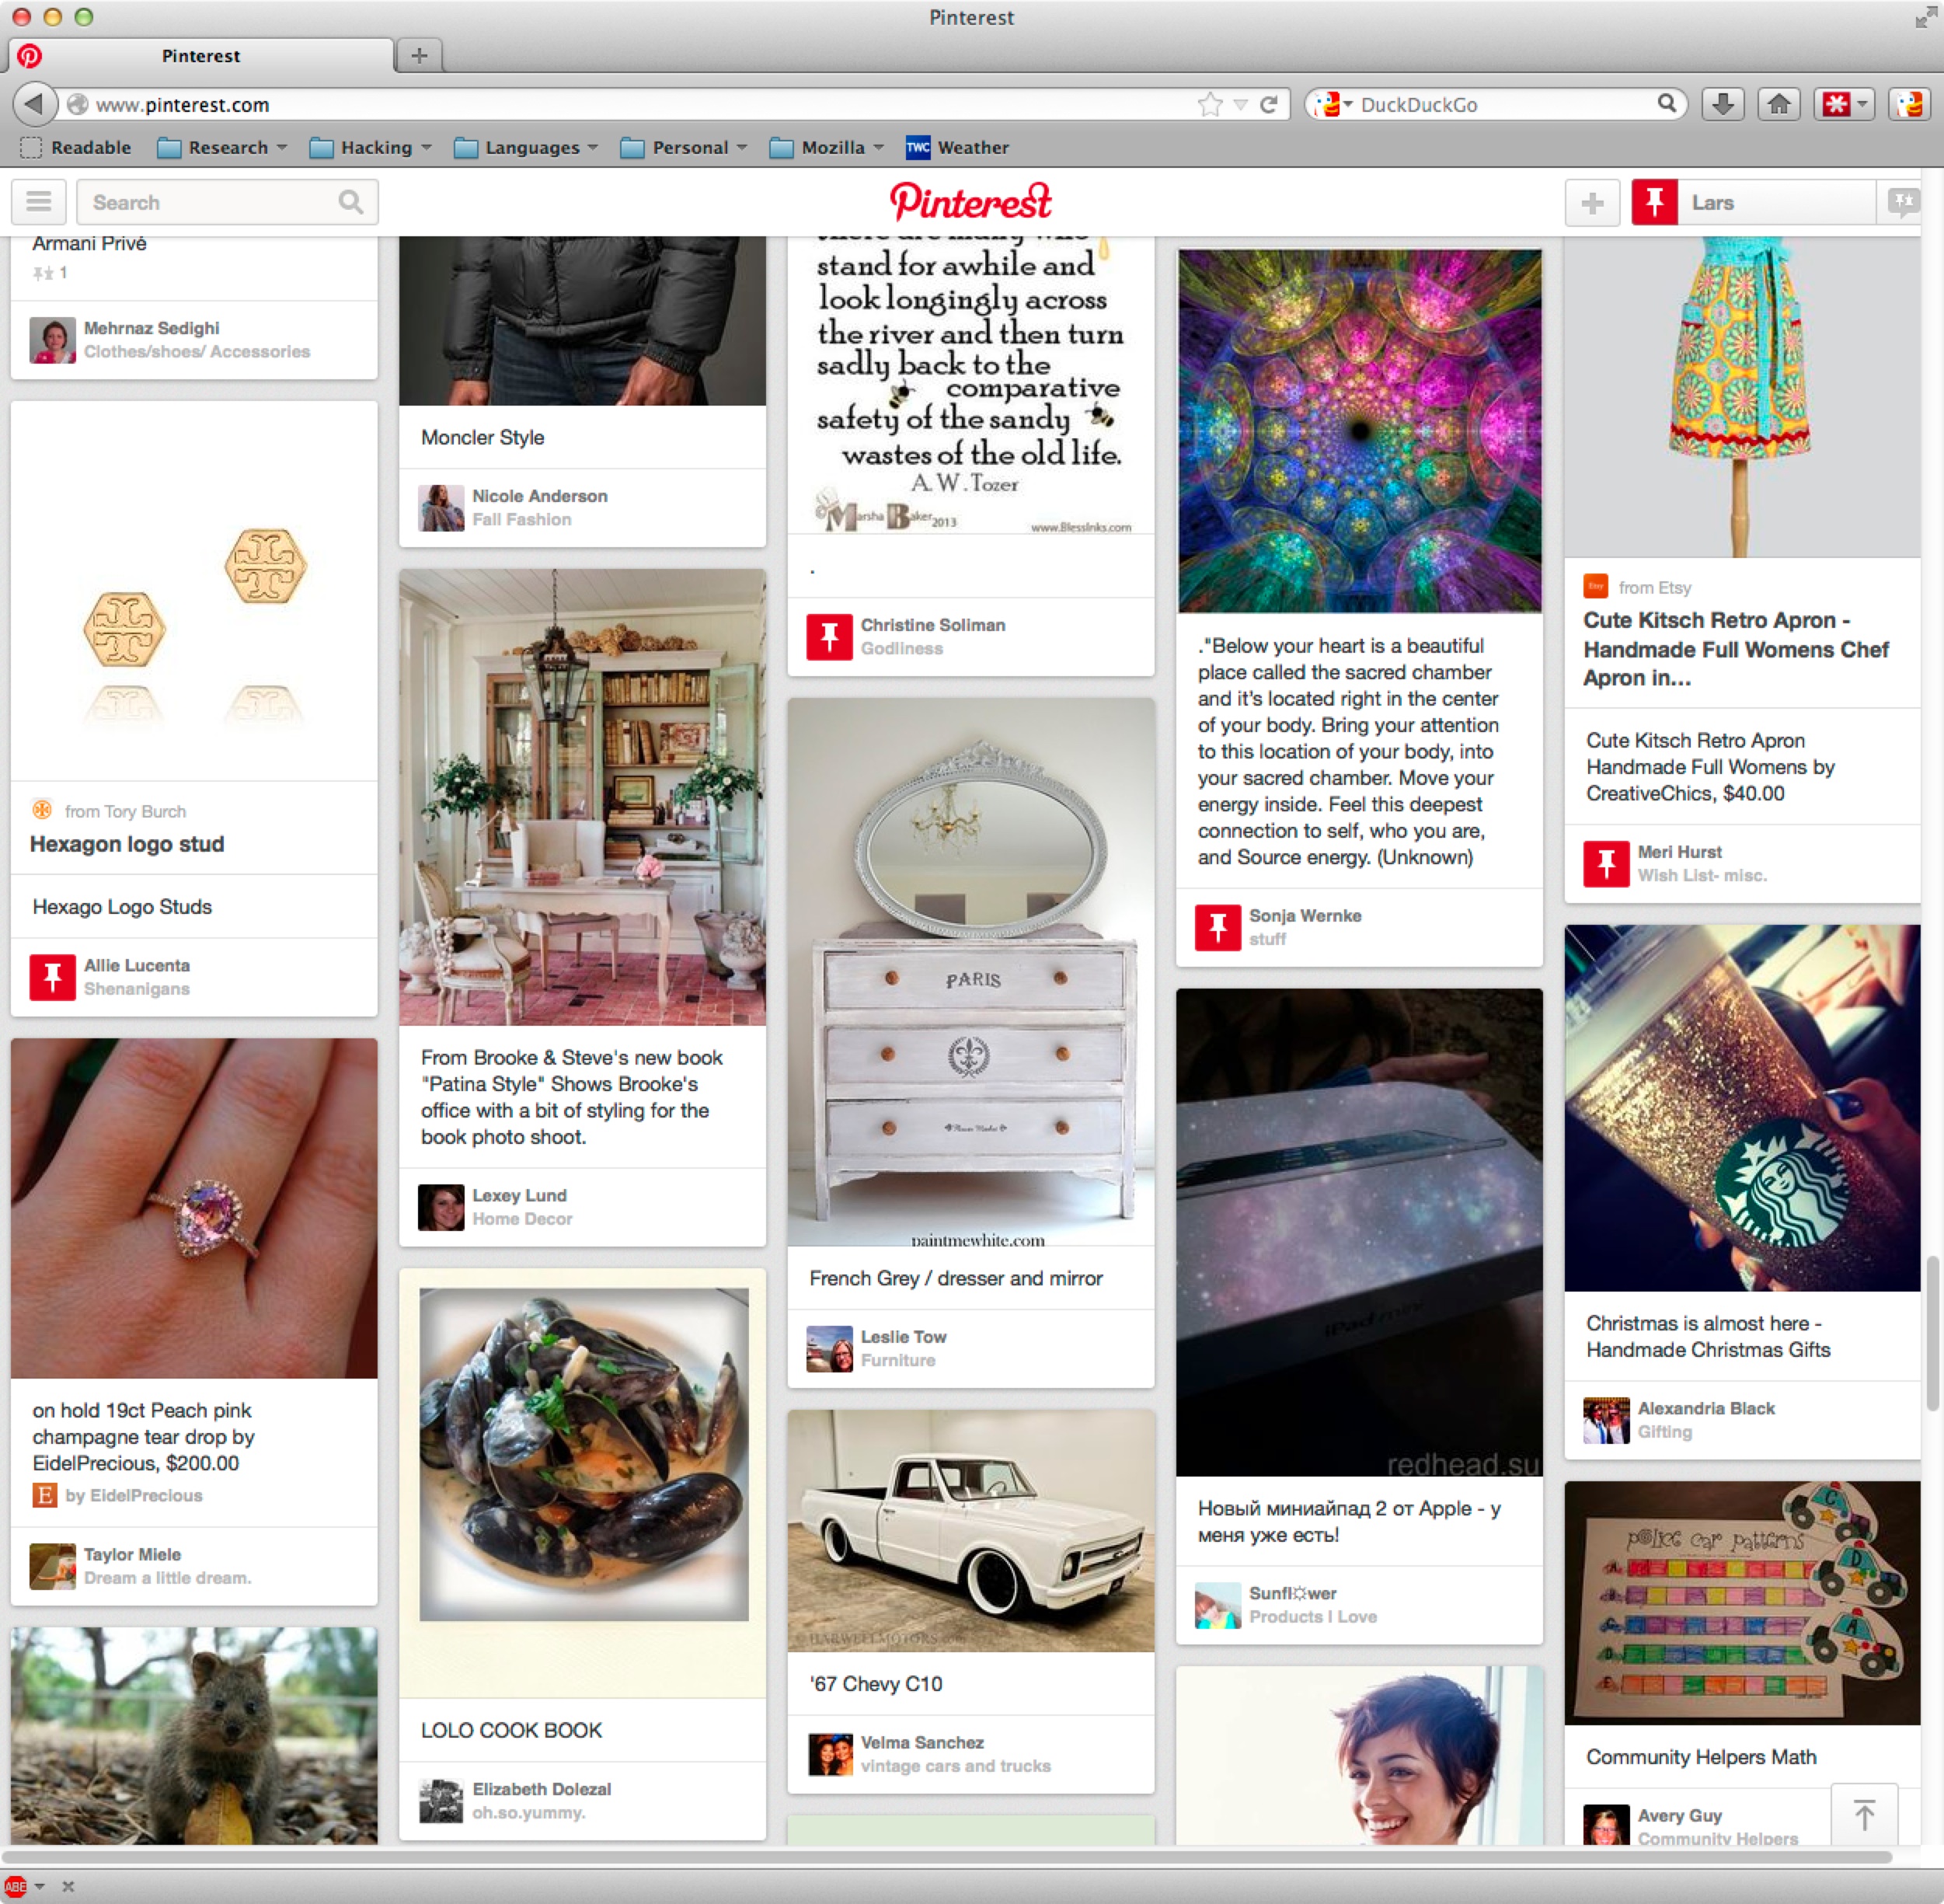 Pinterest
Pinterest
www.pinterest.com
DuckDuckGo
Readable
Research
Hacking
Languages
Personal
Mozilla
TWC Weather
Search
Pinterest
Lars
Armani Privé
1
Mehrnaz Sedighi
Clothes/shoes/ Accessories
from Tory Burch
Hexagon logo stud
Hexago Logo Studs
Allie Lucenta
Shenanigans
on hold 19ct Peach pink
champagne tear drop by
EidelPrecious, $200.00
E by EidelPrecious
Taylor Miele
Dream a little dream.
Moncler Style
Nicole Anderson
Fall Fashion
From Brooke & Steve's new book
"Patina Style" Shows Brooke's
office with a bit of styling for the
book photo shoot.
Lexey Lund
Home Decor
LOLO COOK BOOK
Elizabeth Dolezal
oh.so.yummy.
there are many who
stand for awhile and
look longingly across
the river and then turn
sadly back to the
comparative
safety of the sandy
wastes of the old life.
A.W.Tozer
© Marsha Baker 2013
www.BlessInks.com
.
Christine Soliman
Godliness
PARIS
Flower Market
paintmewhite.com
French Grey / dresser and mirror
Leslie Tow
Furniture
© HARWELLMOTORS
'67 Chevy C10
Velma Sanchez
vintage cars and trucks
."Below your heart is a beautiful
place called the sacred chamber
and it's located right in the center
of your body. Bring your attention
to this location of your body, into
your sacred chamber. Move your
energy inside. Feel this deepest
connection to self, who you are,
and Source energy. (Unknown)
Sonja Wernke
stuff
iPad mini
redhead.su
Новый миниайпад 2 от Apple - у
меня уже есть!
Sunfl☼wer
Products I Love
Etsy from Etsy
Cute Kitsch Retro Apron -
Handmade Full Womens Chef
Apron in...
Cute Kitsch Retro Apron
Handmade Full Womens by
CreativeChics, $40.00
Meri Hurst
Wish List- misc.
Christmas is almost here -
Handmade Christmas Gifts
Alexandria Black
Gifting
police car patterns
C
D
A
Community Helpers Math
Avery Guy
Community Helpers
ABE